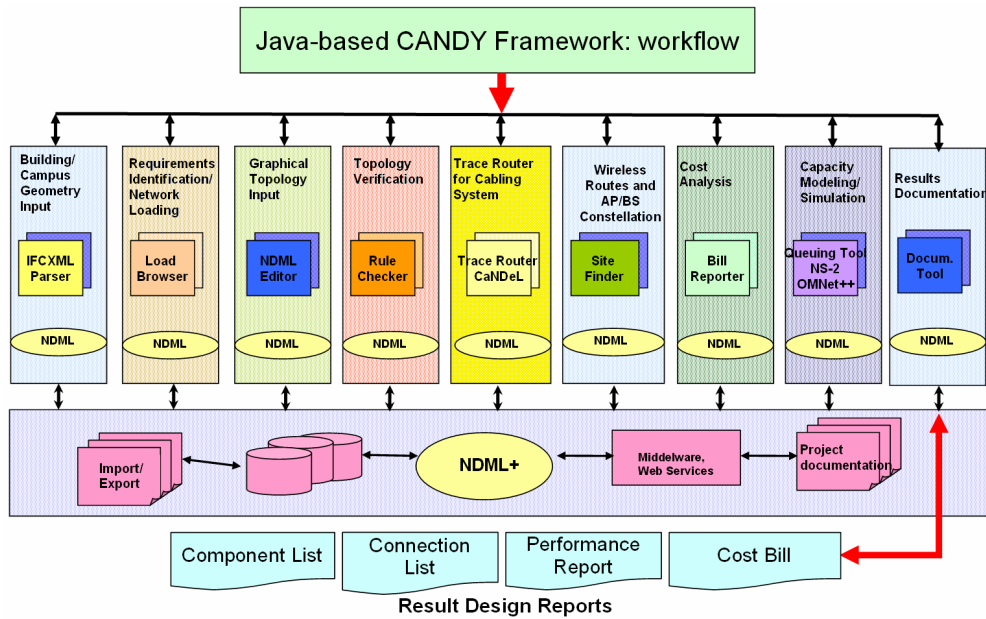 Java-based CANDY Framework: workflow
Building/
Campus
Geometry
Input
IFCXML
Parser
NDML
Requirements
Identification/
Network
Loading
Load
Browser
NDML
Graphical
Topology
Input
NDML
Editor
NDML
Topology
Verification
Rule
Checker
NDML
Trace Router
for Cabling
System
Trace Router
CaNDeL
NDML
Wireless
Routes and
AP/BS
Constellation
Site
Finder
NDML
Cost
Analysis
Bill
Reporter
NDML
Capacity
Modeling/
Simulation
Queuing Tool
NS-2
OMNet++
NDML
Results
Documentation
Docum.
Tool
NDML
Import/
Export
NDML+
Middelware,
Web Services
Project
documentation
Component List
Connection
List
Performance
Report
Cost Bill
Result Design Reports